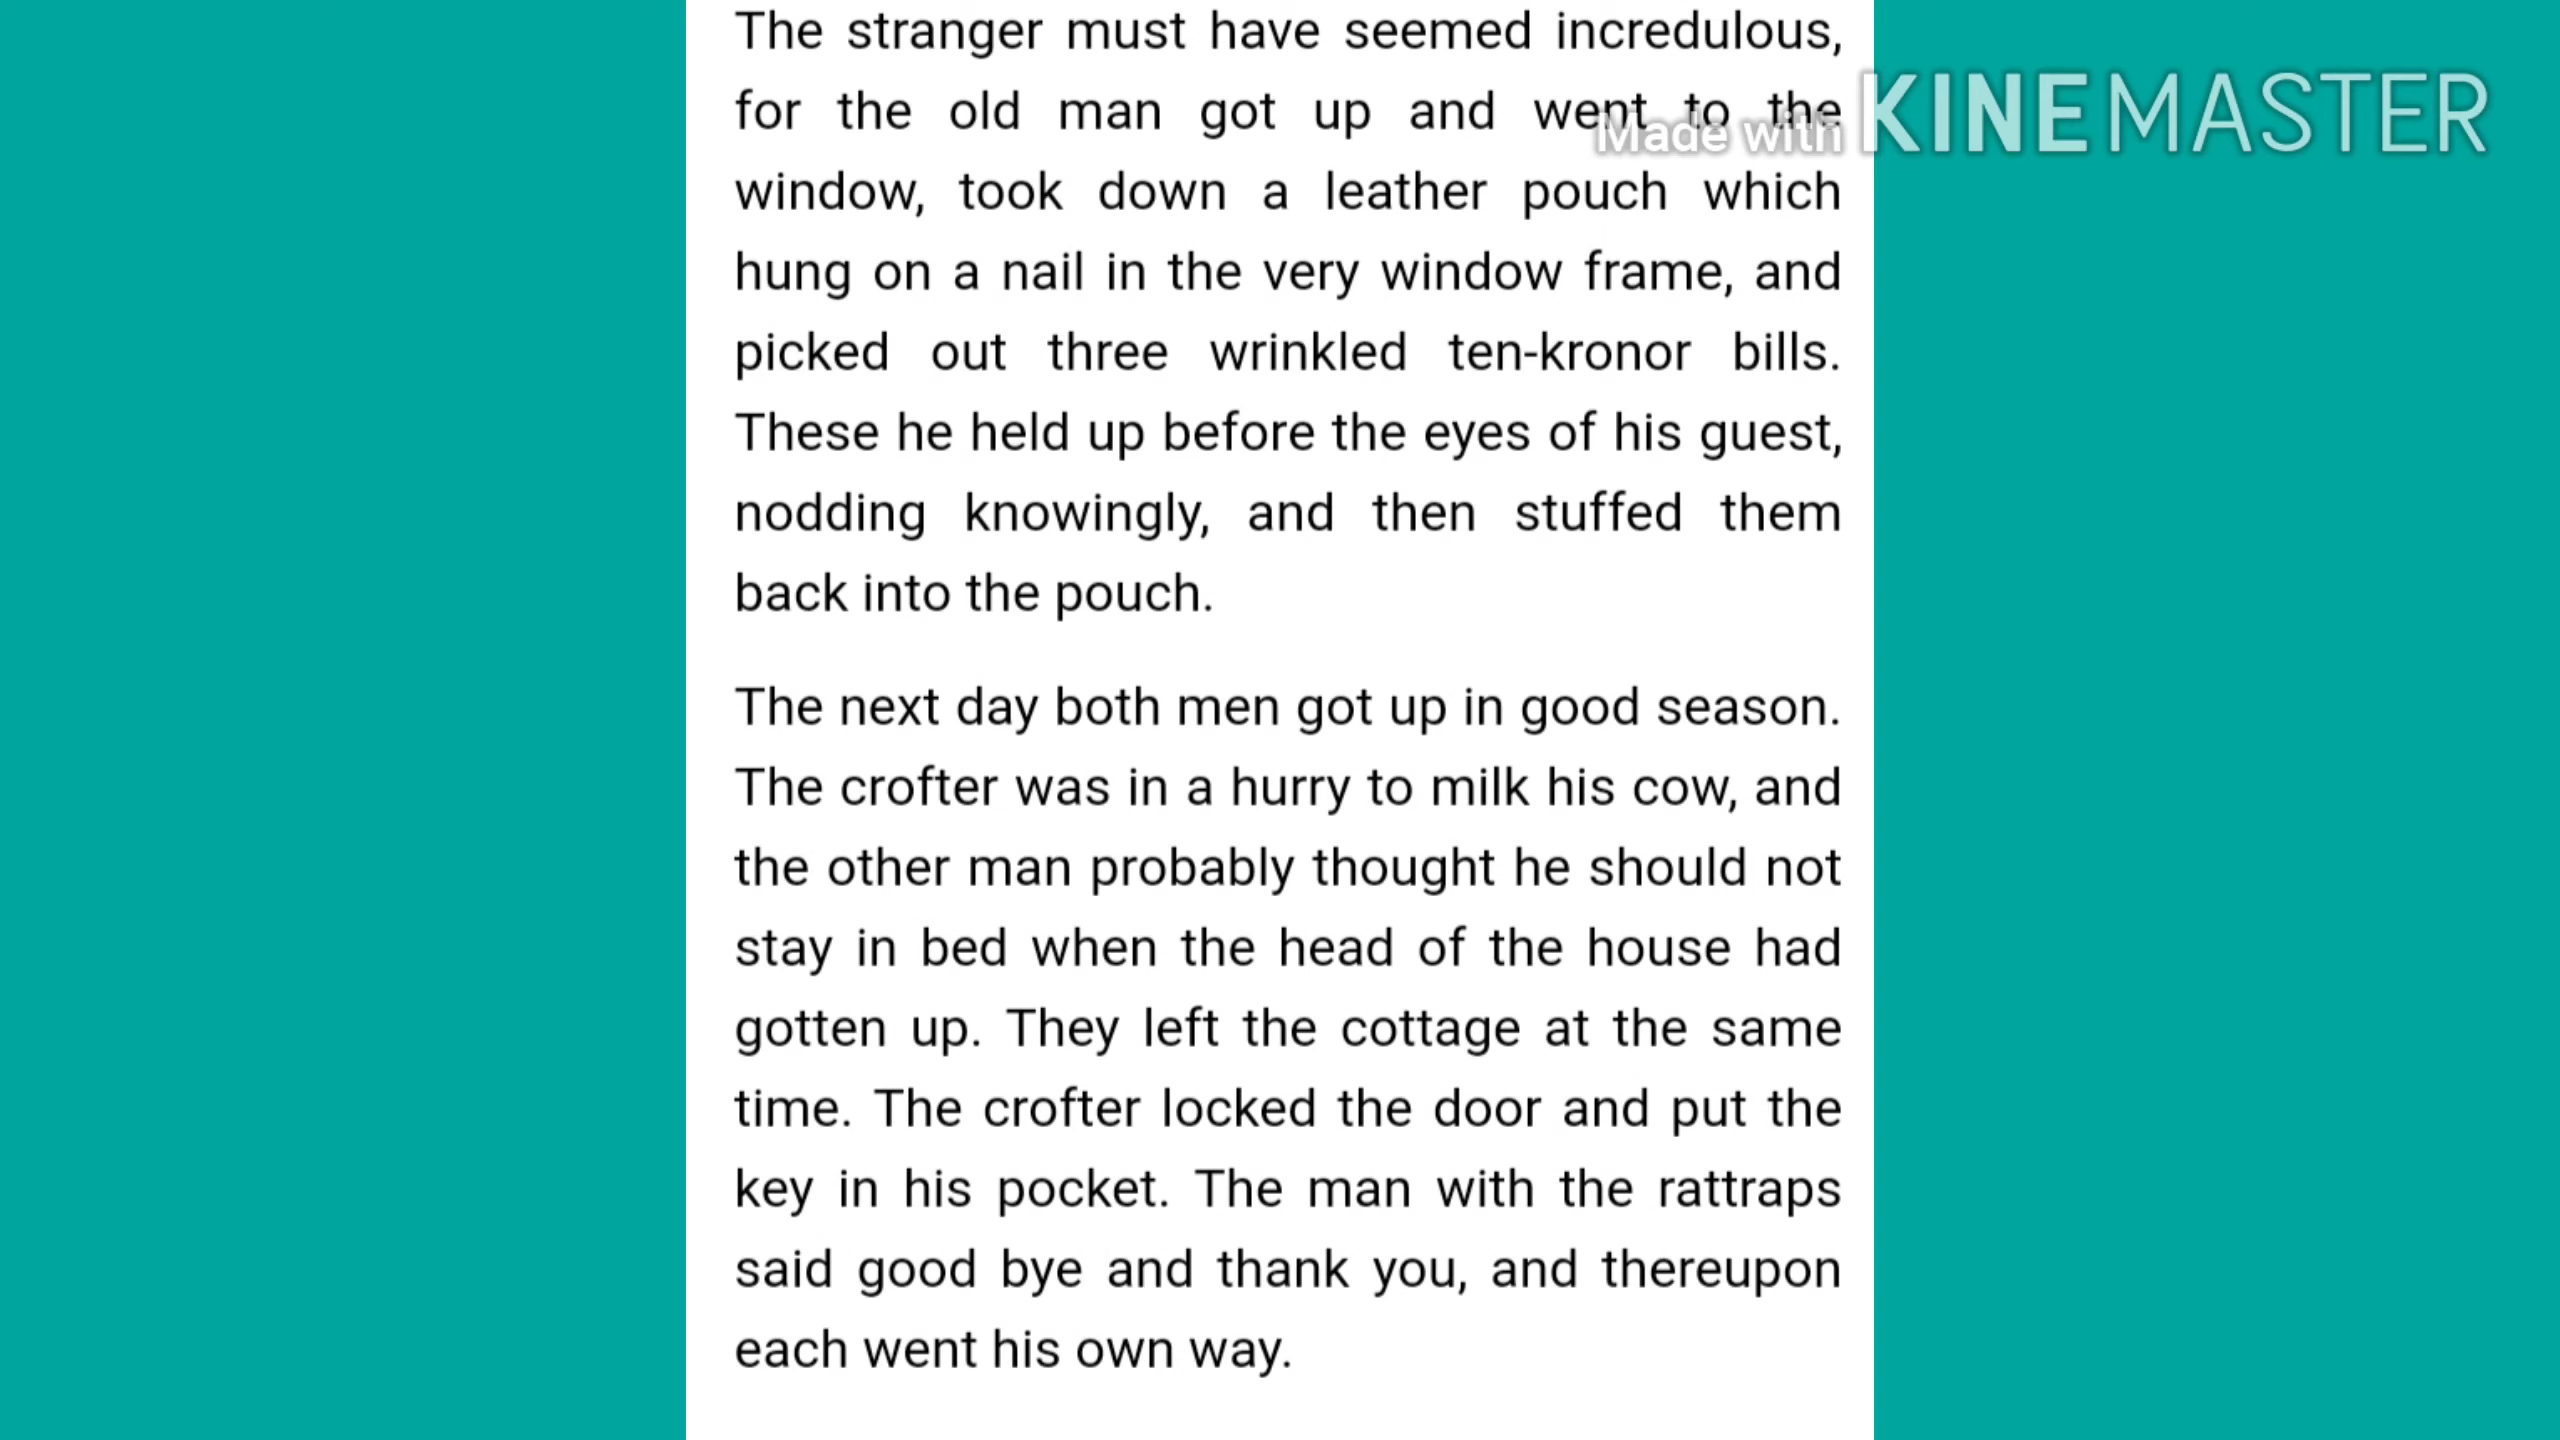 The stranger must have seemed incredulous,
for the old man got up and went to the
Made with KINEMASTER
window, took down a leather pouch which
hung on a nail in the very window frame, and
picked out three wrinkled ten-kronor bills.
These he held up before the eyes of his guest,
nodding knowingly, and then stuffed them
back into the pouch.
The next day both men got up in good season.
The crofter was in a hurry to milk his cow, and
the other man probably thought he should not
stay in bed when the head of the house had
gotten up. They left the cottage at the same
time. The crofter locked the door and put the
key in his pocket. The man with the rattraps
said good bye and thank you, and thereupon
each went his own way.